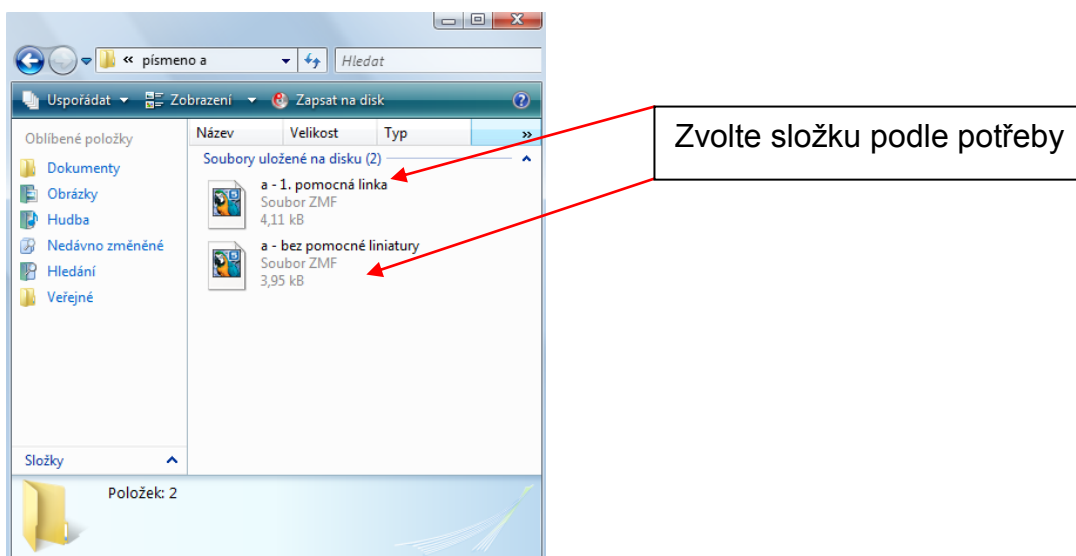 « písmeno a
Hledat
Uspořádat Zobrazení Zapsat na disk
Oblíbené položky
Dokumenty
Obrázky
Hudba
Nedávno změněné
Hledání
Veřejné
Složky
Název Velikost Typ »
Soubory uložené na disku (2)
a - 1. pomocná linka
Soubor ZMF
4,11 kB
a - bez pomocné liniatury
Soubor ZMF
3,95 kB
Položek: 2
Zvolte složku podle potřeby